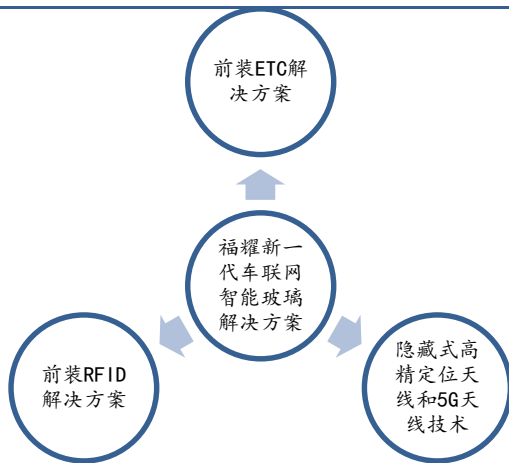 前装ETC解
决方案
福耀新一
代车联网
智能玻璃
解决方案
前装RFID
解决方案
隐藏式高
精定位天
线和5G天
线技术